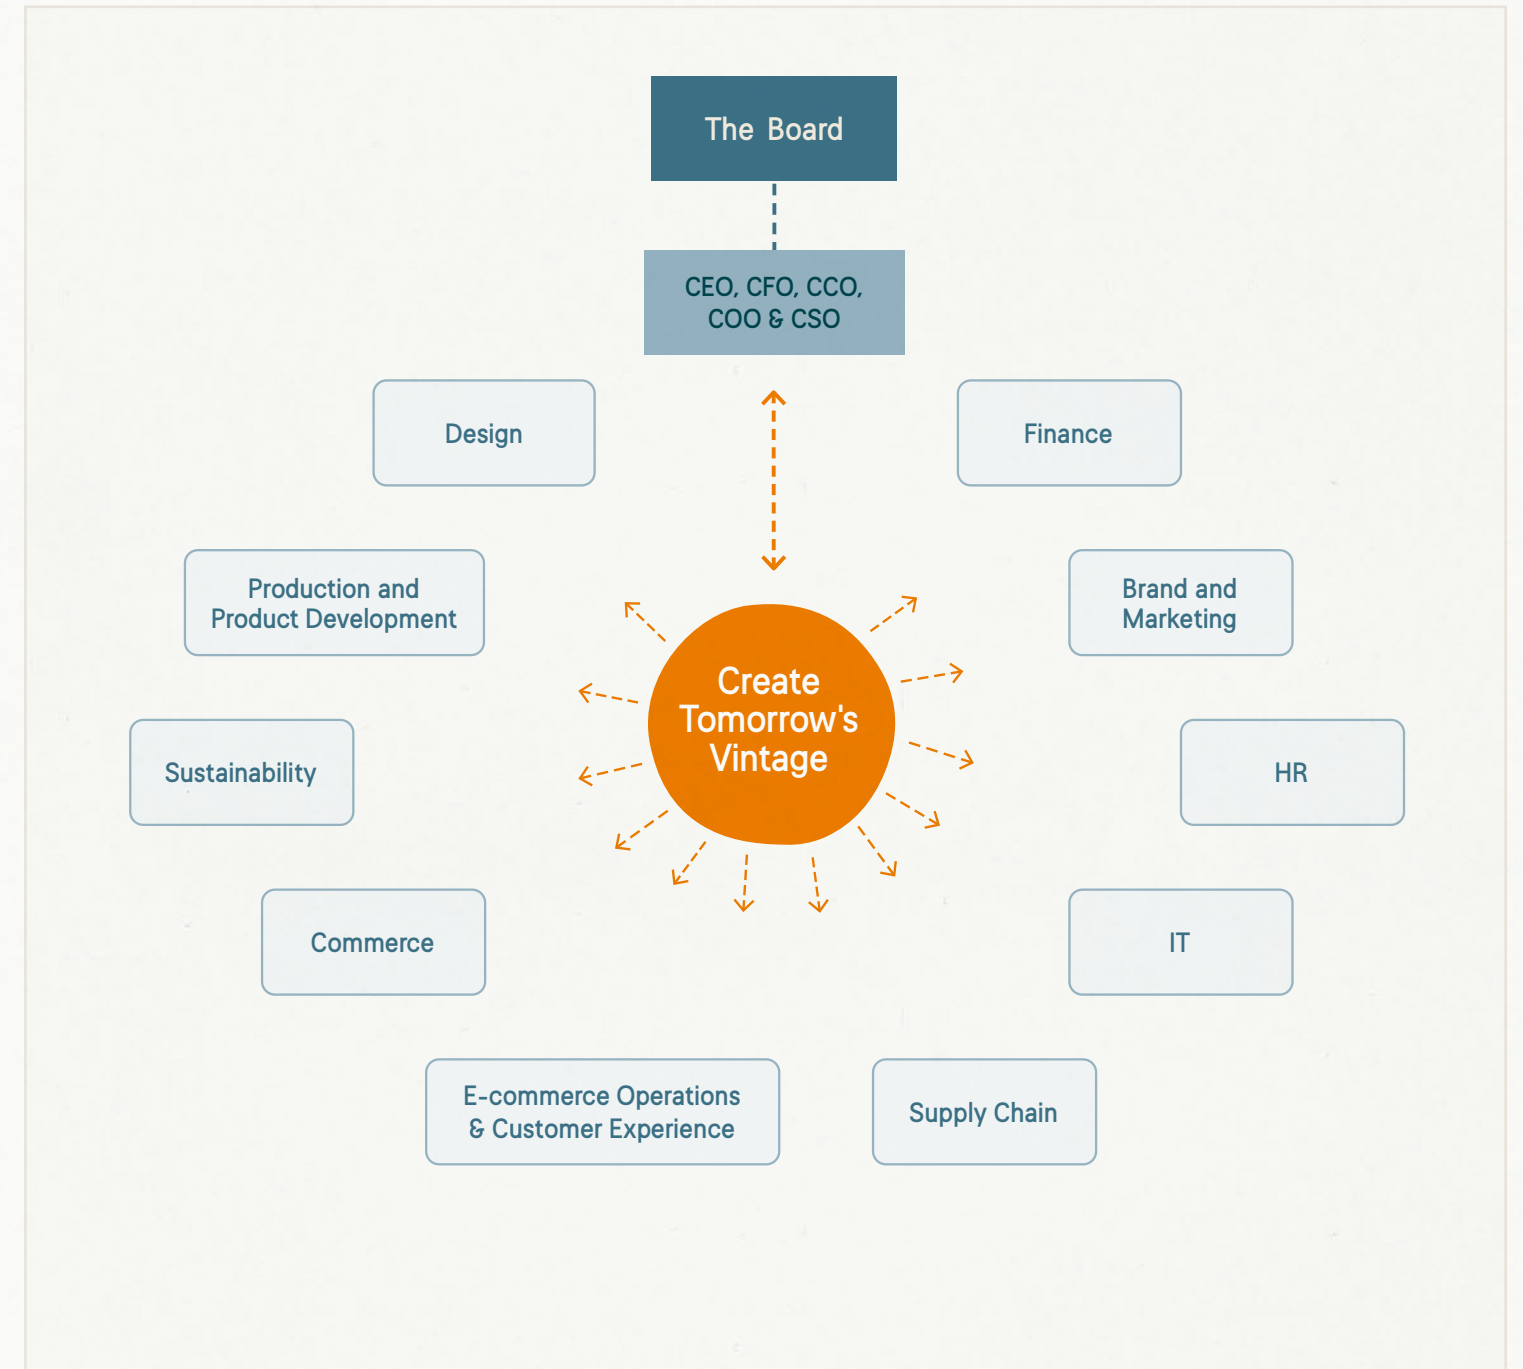 The Board
CEO, CFO, CCO,
COO & CSO
Design
Finance
Production and
Product Development
Brand and
Marketing
Create
Tomorrow's
Vintage
Sustainability
HR
Commerce
IT
E-commerce Operations
& Customer Experience
Supply Chain